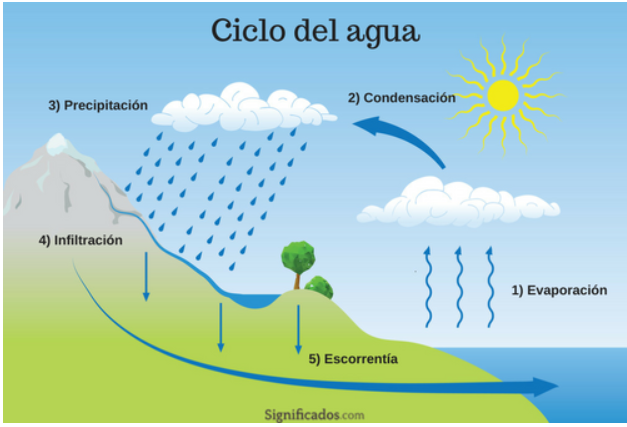 Ciclo del agua
3) Precipitación
2) Condensación
4) Infiltración
1) Evaporación
5) Escorrentía
Significados.com